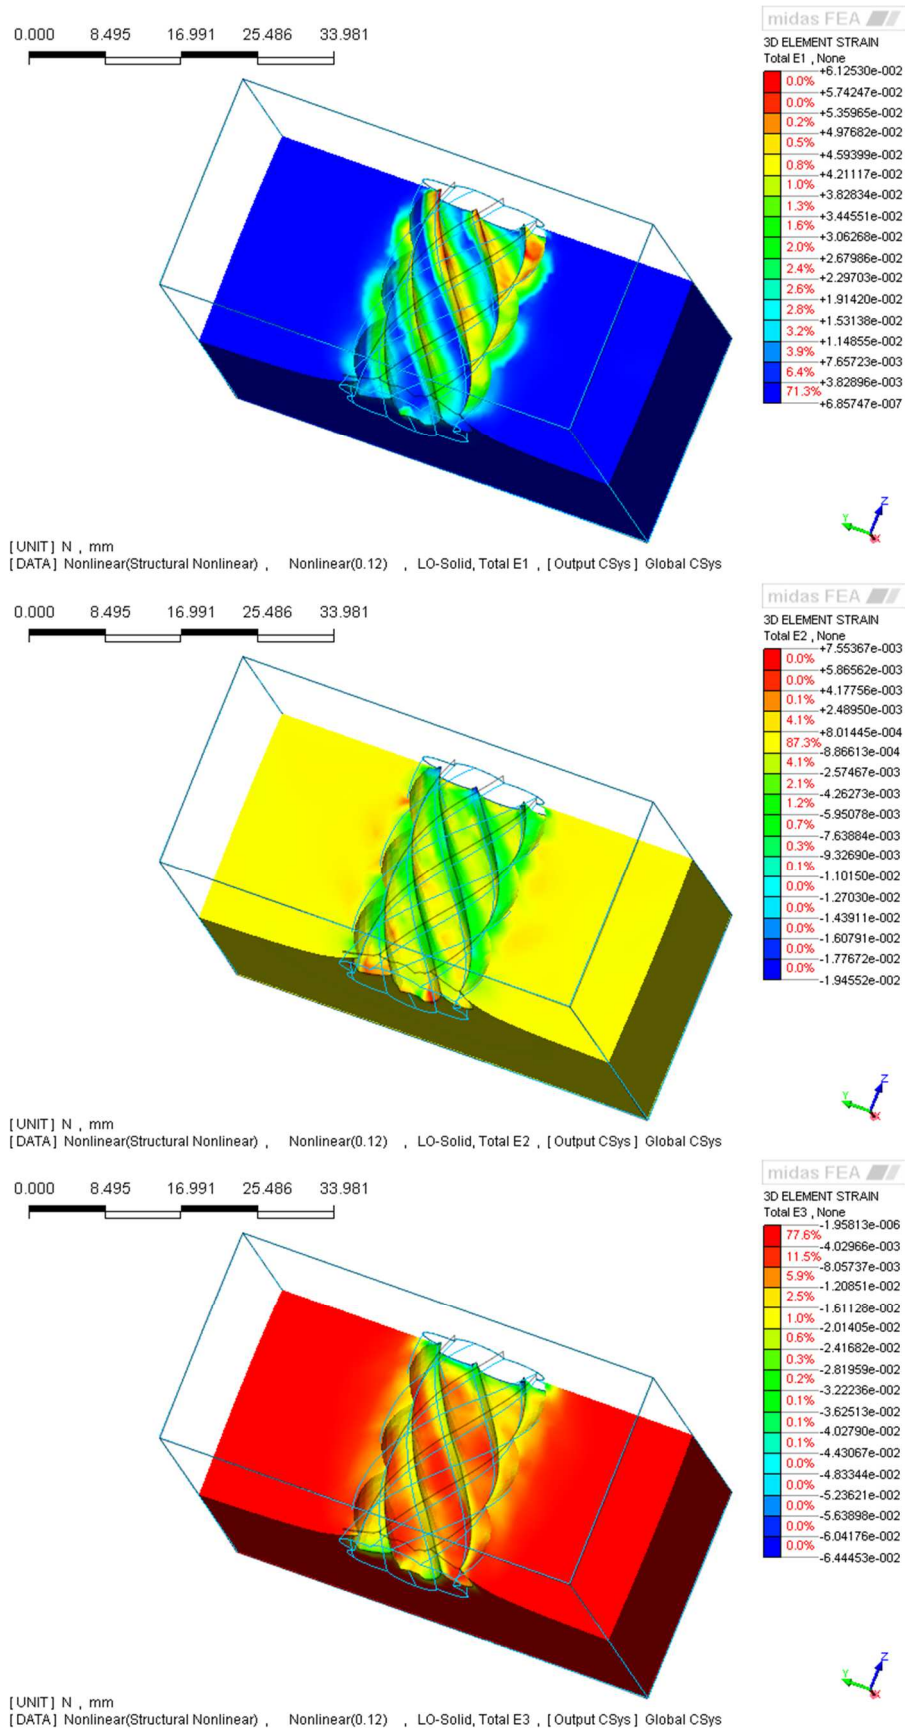 midas FEA
0.000 8.495 16.991 25.486 33.981
3D ELEMENT STRAIN
Total E1 , None
+6.12530e-002
0.0%
+5.74247e-002
0.0%
+5.35965e-002
0.2%
+4.97682e-002
0.5%
+4.59399e-002
0.8%
+4.21117e-002
1.0%
+3.82834e-002
1.3%
+3.44551e-002
1.6%
+3.06268e-002
2.0%
+2.67986e-002
2.4%
+2.29703e-002
2.6%
+1.91420e-002
2.8%
+1.53138e-002
3.2%
+1.14855e-002
3.9%
+7.65723e-003
6.4%
+3.82896e-003
71.3%
+6.85747e-007
Z
Y
X
[UNIT] N , mm
[DATA] Nonlinear(Structural Nonlinear) , Nonlinear(0.12) , LO-Solid, Total E1 , [Output CSys] Global CSys
midas FEA
0.000 8.495 16.991 25.486 33.981
3D ELEMENT STRAIN
Total E2 , None
+7.55367e-003
0.0%
+5.86562e-003
0.0%
+4.17756e-003
0.1%
+2.48950e-003
4.1%
+8.01445e-004
87.3%
-8.86613e-004
4.1%
-2.57467e-003
2.1%
-4.26273e-003
1.2%
-5.95078e-003
0.7%
-7.63884e-003
0.3%
-9.32690e-003
0.1%
-1.10150e-002
0.0%
-1.27030e-002
0.0%
-1.43911e-002
0.0%
-1.60791e-002
0.0%
-1.77672e-002
0.0%
-1.94552e-002
Z
Y
X
[UNIT] N , mm
[DATA] Nonlinear(Structural Nonlinear) , Nonlinear(0.12) , LO-Solid, Total E2 , [Output CSys] Global CSys
midas FEA
0.000 8.495 16.991 25.486 33.981
3D ELEMENT STRAIN
Total E3 , None
-1.95813e-006
77.6%
-4.02966e-003
11.5%
-8.05737e-003
5.9%
-1.20851e-002
2.5%
-1.61128e-002
1.0%
-2.01405e-002
0.6%
-2.41682e-002
0.3%
-2.81959e-002
0.2%
-3.22236e-002
0.1%
-3.62513e-002
0.1%
-4.02790e-002
0.1%
-4.43067e-002
0.0%
-4.83344e-002
0.0%
-5.23621e-002
0.0%
-5.63898e-002
0.0%
-6.04176e-002
0.0%
-6.44453e-002
Z
Y
X
[UNIT] N , mm
[DATA] Nonlinear(Structural Nonlinear) , Nonlinear(0.12) , LO-Solid, Total E3 , [Output CSys] Global CSys